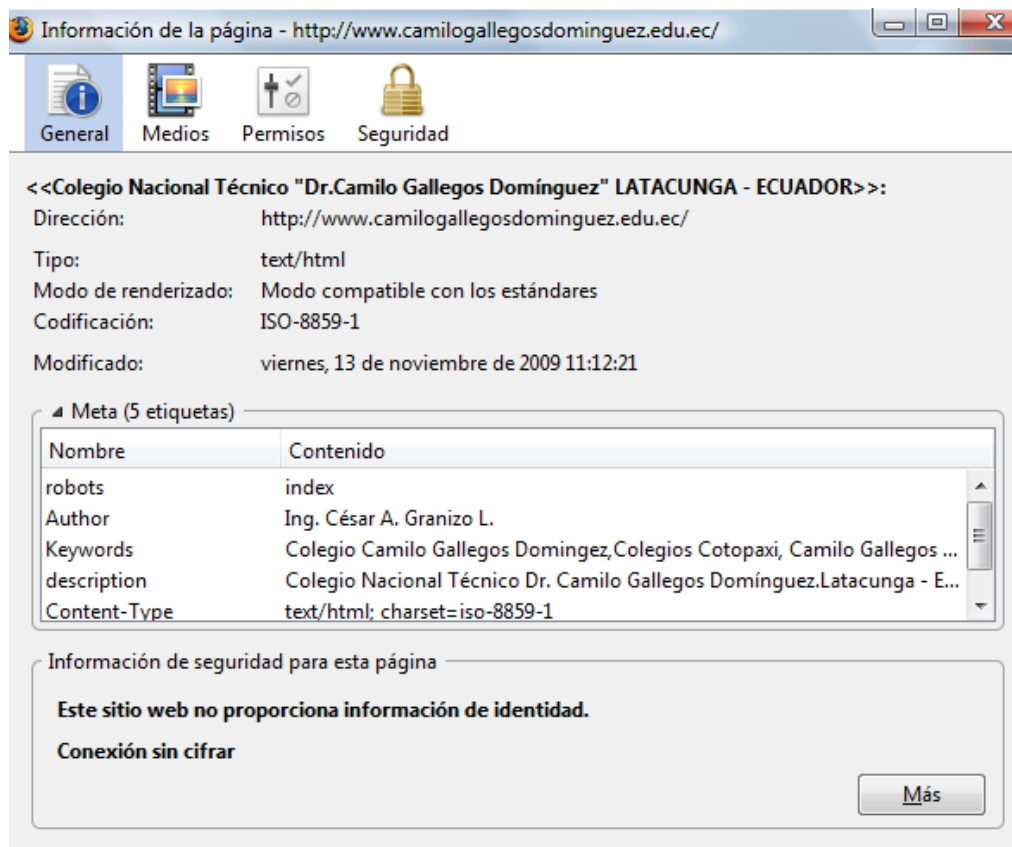 Información de la página - http://www.camilogallegosdominguez.edu.ec/
General Medios Permisos Seguridad
<<Colegio Nacional Técnico "Dr.Camilo Gallegos Domínguez" LATACUNGA - ECUADOR>>:
Dirección: http://www.camilogallegosdominguez.edu.ec/
Tipo: text/html
Modo de renderizado: Modo compatible con los estándares
Codificación: ISO-8859-1
Modificado: viernes, 13 de noviembre de 2009 11:12:21
Meta (5 etiquetas)
Nombre Contenido
robots index
Author Ing. César A. Granizo L.
Keywords Colegio Camilo Gallegos Domingez,Colegios Cotopaxi, Camilo Gallegos ...
description Colegio Nacional Técnico Dr. Camilo Gallegos Domínguez.Latacunga - E...
Content-Type text/html; charset=iso-8859-1
Información de seguridad para esta página
Este sitio web no proporciona información de identidad.
Conexión sin cifrar
Más